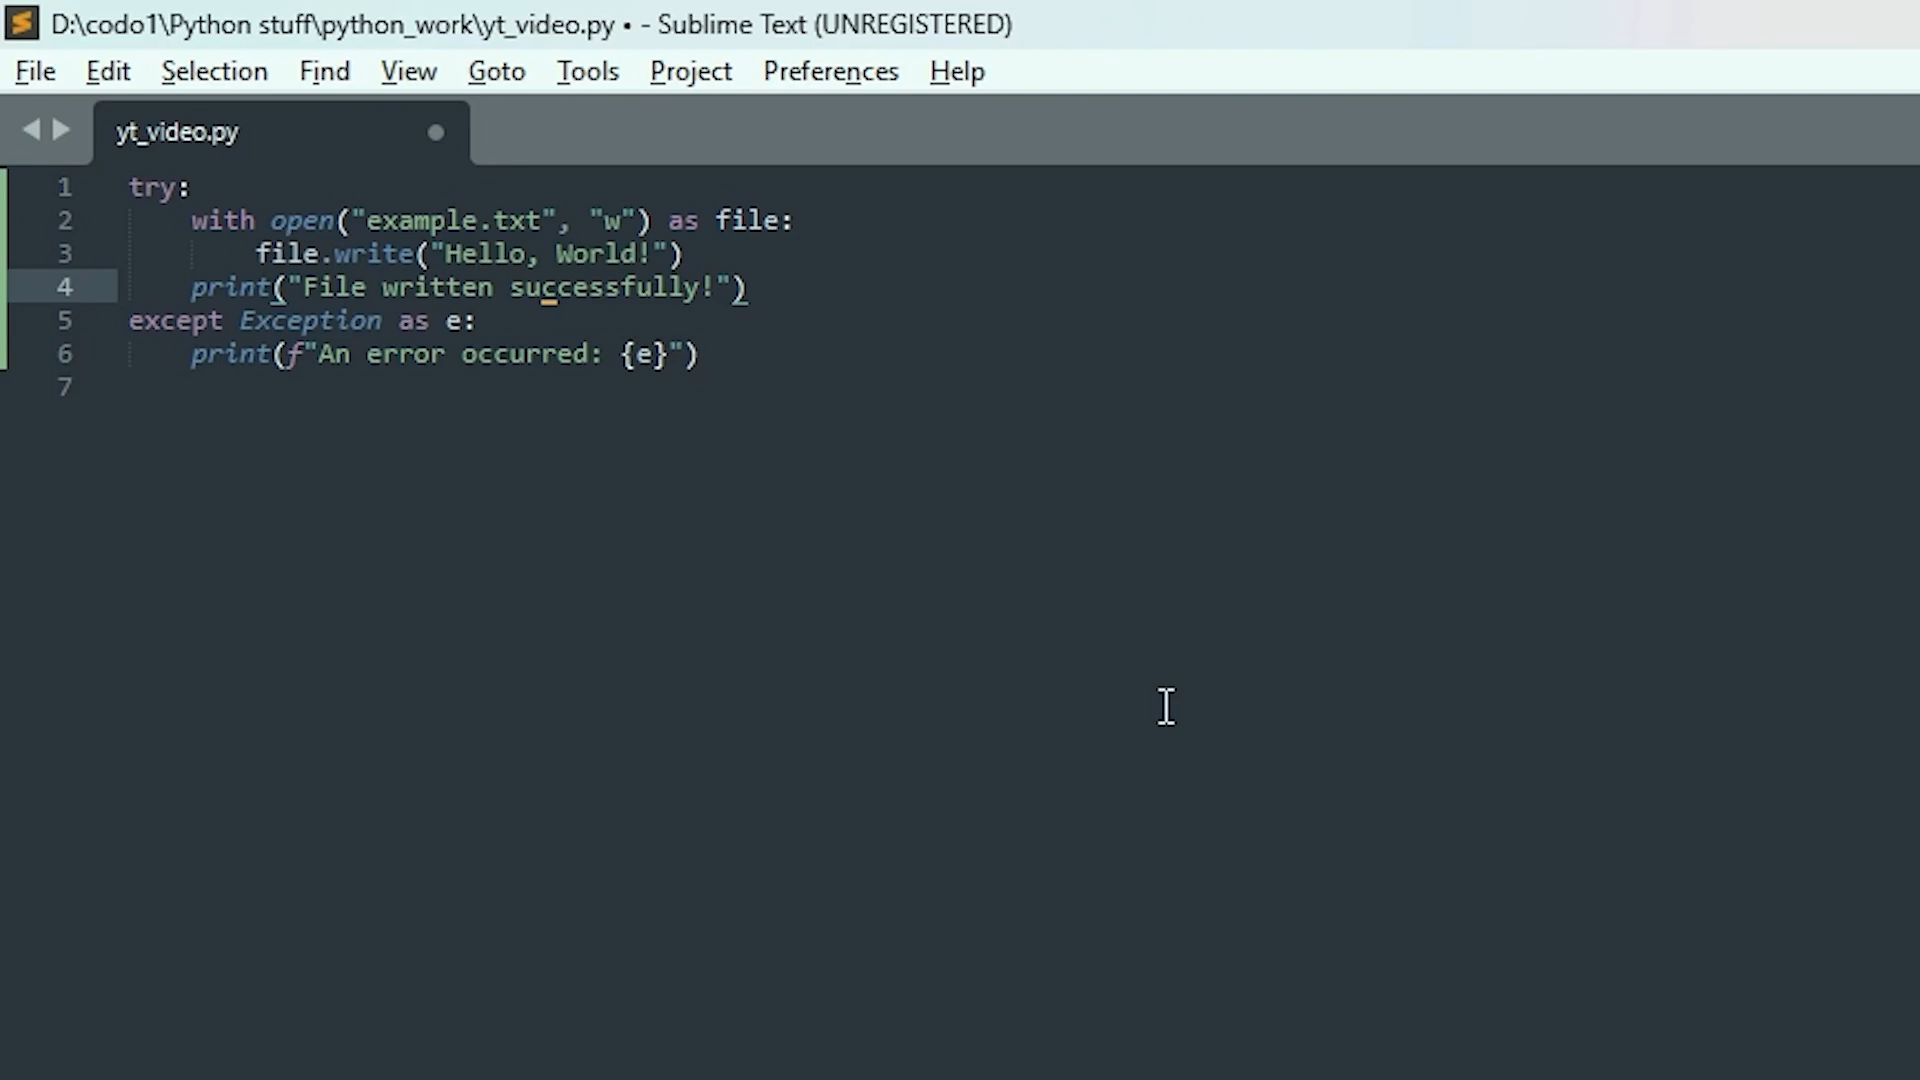 D:\codo1\Python stuff\python_work\yt_video.py • - Sublime Text (UNREGISTERED)
File Edit Selection Find View Goto Tools Project Preferences Help
yt_video.py
1 try:
2     with open("example.txt", "w") as file:
3         file.write("Hello, World!")
4     print("File written successfully!")
5 except Exception as e:
6     print(f"An error occurred: {e}")
7